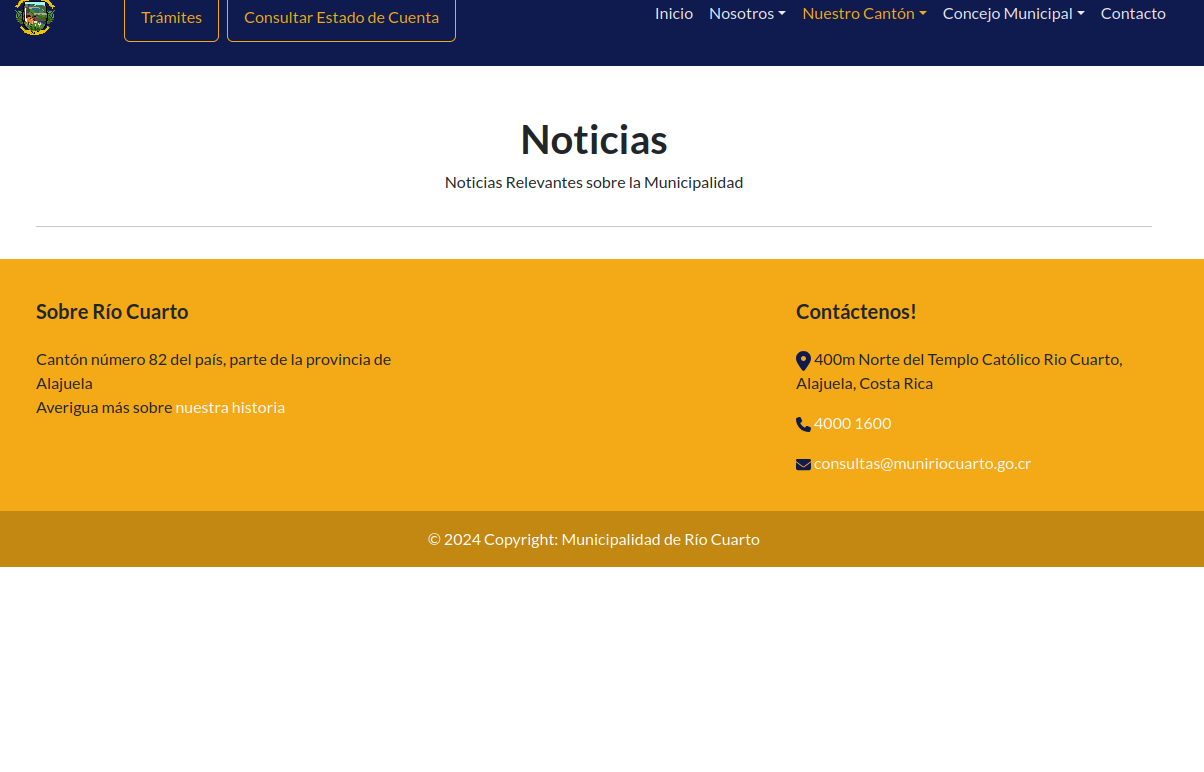 Trámites
Consultar Estado de Cuenta
Inicio
Nosotros
Nuestro Cantón
Concejo Municipal
Contacto
Noticias
Noticias Relevantes sobre la Municipalidad
Sobre Río Cuarto
Cantón número 82 del país, parte de la provincia de
Alajuela
Averigua más sobre nuestra historia
Contáctenos!
400m Norte del Templo Católico Rio Cuarto,
Alajuela, Costa Rica
4000 1600
consultas@muniriocuarto.go.cr
© 2024 Copyright: Municipalidad de Río Cuarto